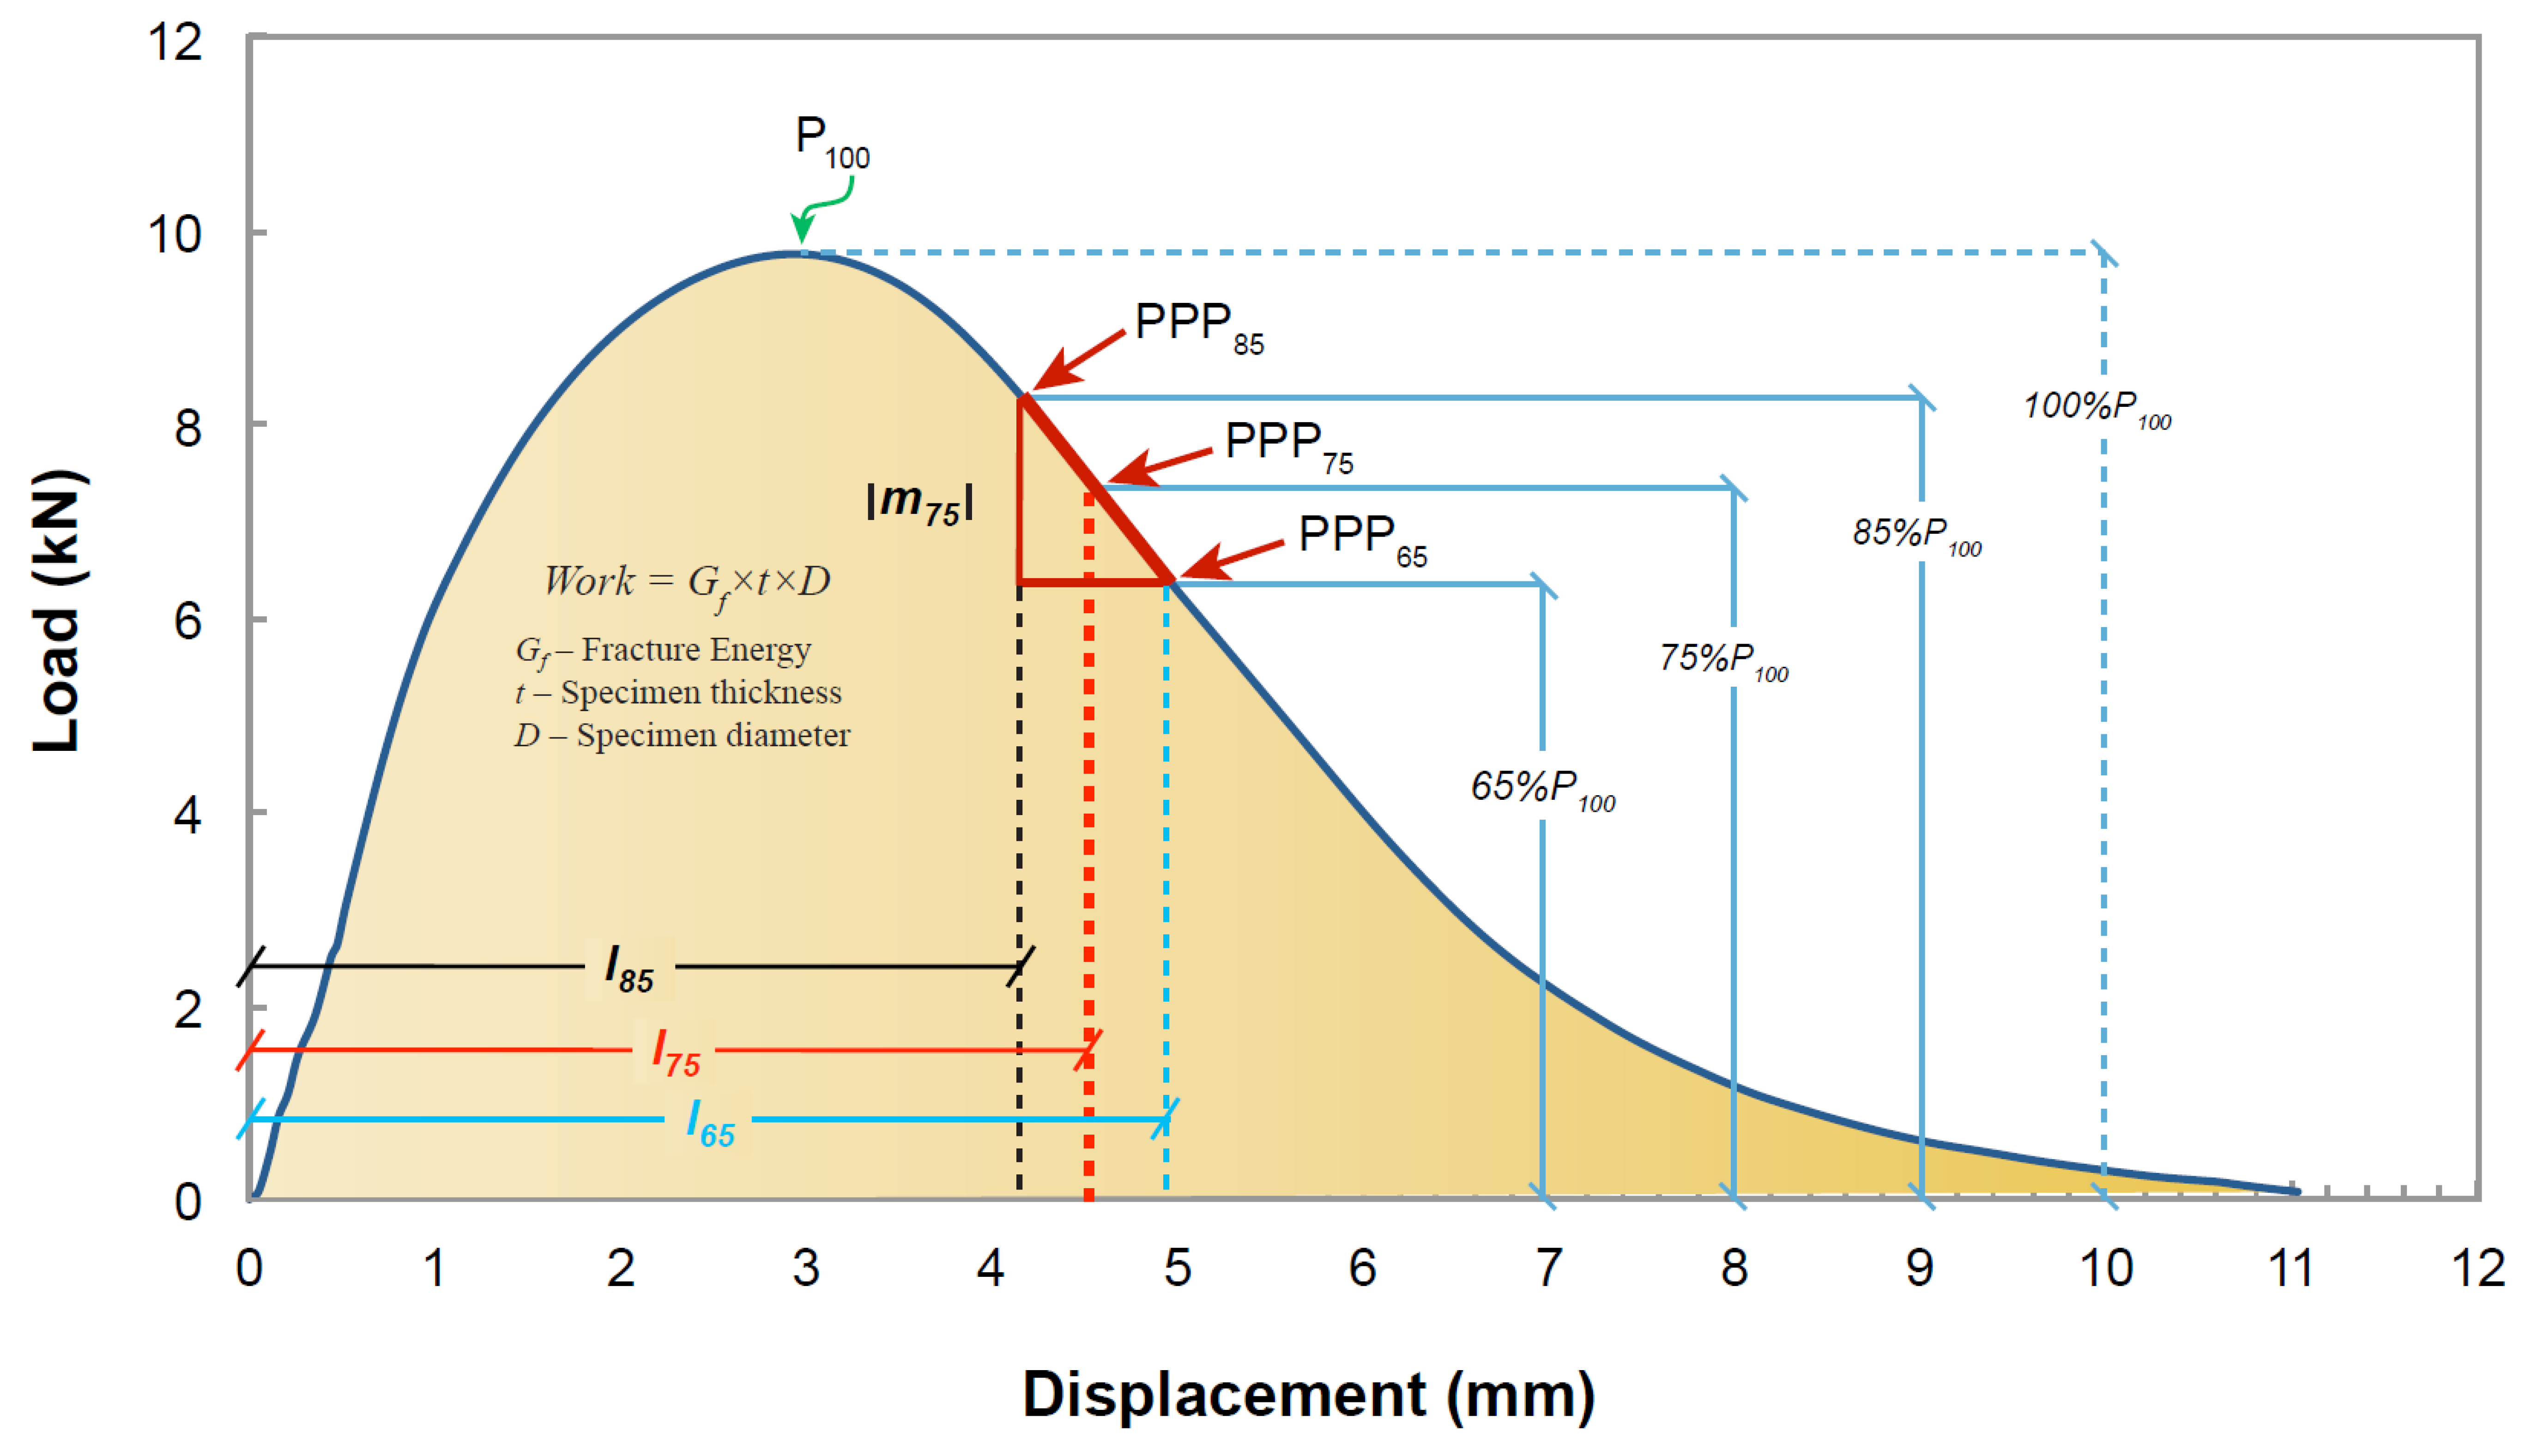 12
10
8
6
4
2
0
Load (kN)
P100
PPP85
PPP75
PPP65
|m75|
100%P100
85%P100
75%P100
65%P100
Work = Gf×t×D
Gf – Fracture Energy
t – Specimen thickness
D – Specimen diameter
l85
l75
l65
0 1 2 3 4 5 6 7 8 9 10 11 12
Displacement (mm)